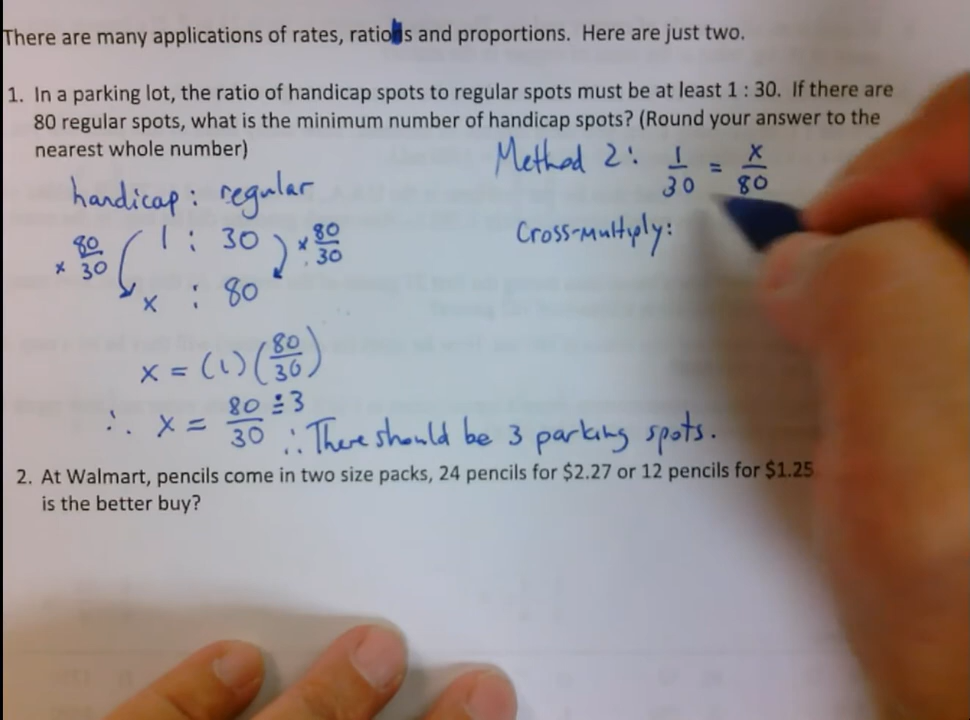 There are many applications of rates, ratios and proportions. Here are just two.
1. In a parking lot, the ratio of handicap spots to regular spots must be at least 1 : 30. If there are
80 regular spots, what is the minimum number of handicap spots? (Round your answer to the
nearest whole number)
handicap : regular
1 : 30
x 80/30
x 80/30
x : 80
x = (1)(80/30)
∴ x = 80/30 ≐ 3
∴ There should be 3 parking spots.
Method 2: 1/30 = x/80
Cross-Multiply:
2. At Walmart, pencils come in two size packs, 24 pencils for $2.27 or 12 pencils for $1.25
is the better buy?